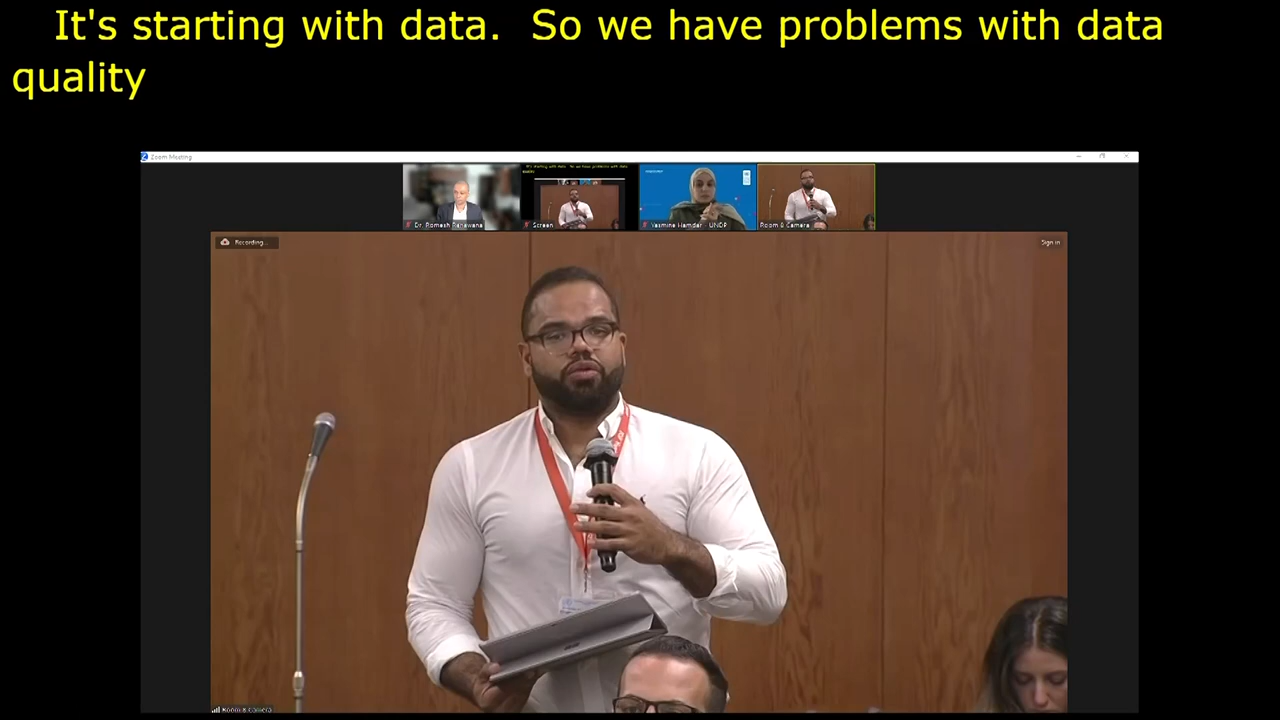 It's starting with data.  So we have problems with data
quality
Zoom Meeting
Dr. Romesh Ranawana
Screen
Yasmine Hamdar - UNDP
Room & Camera
Recording...
Sign in
Room & Camera